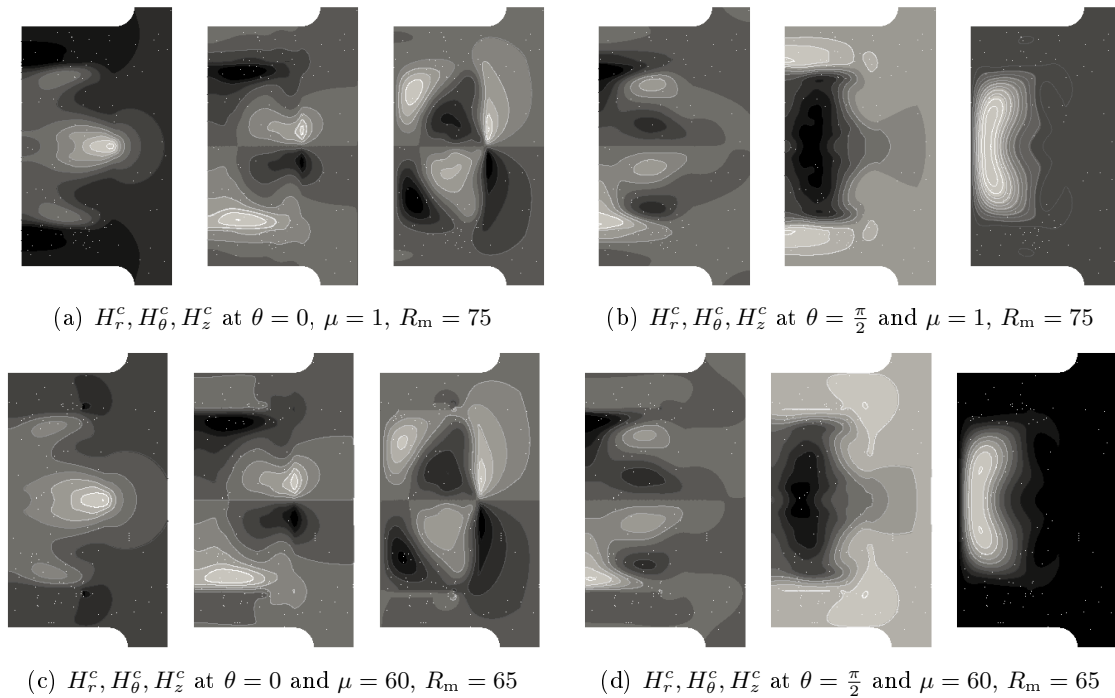 (a) $H_r^c, H_\theta^c, H_z^c$ at $\theta = 0$, $\mu = 1$, $R_{\mathrm{m}} = 75$
(b) $H_r^c, H_\theta^c, H_z^c$ at $\theta = \frac{\pi}{2}$ and $\mu = 1$, $R_{\mathrm{m}} = 75$
(c) $H_r^c, H_\theta^c, H_z^c$ at $\theta = 0$ and $\mu = 60$, $R_{\mathrm{m}} = 65$
(d) $H_r^c, H_\theta^c, H_z^c$ at $\theta = \frac{\pi}{2}$ and $\mu = 60$, $R_{\mathrm{m}} = 65$